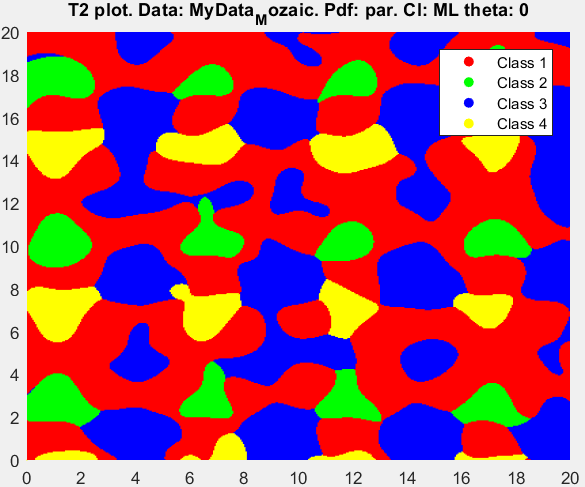 T2 plot. Data: MyData_Mozaic. Pdf: par. Cl: ML theta: 0
20
18
16
14
12
10
8
6
4
2
0
Class 1
Class 2
Class 3
Class 4
0 2 4 6 8 10 12 14 16 18 20